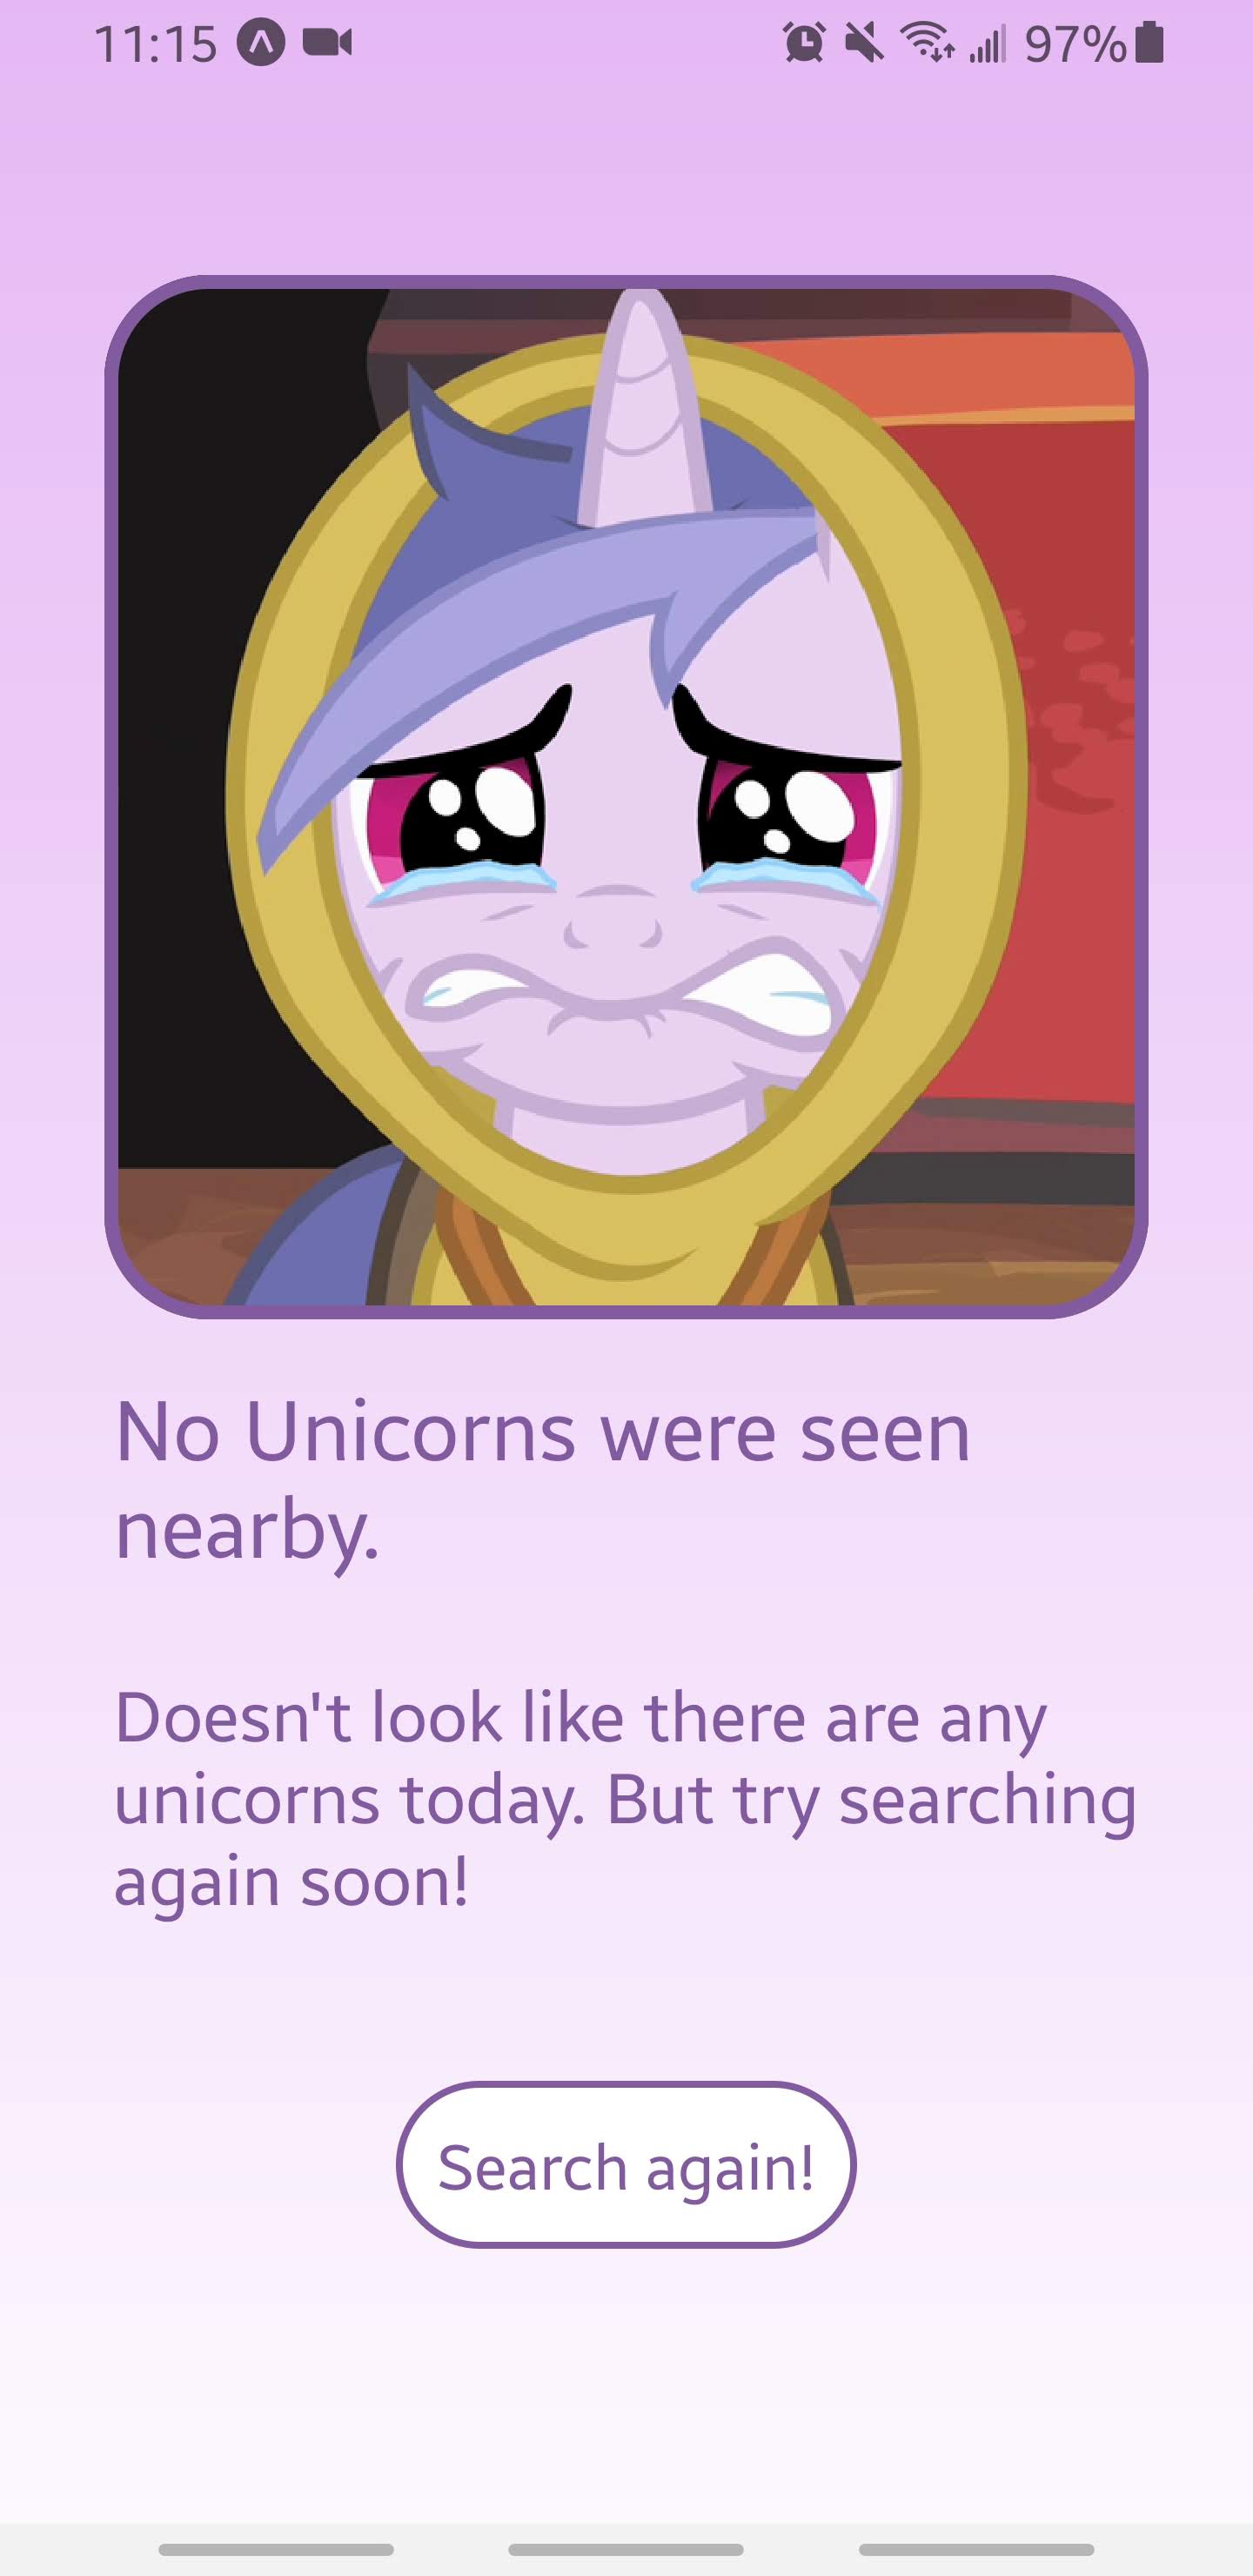 11:15 97%
No Unicorns were seen
nearby.
Doesn't look like there are any
unicorns today. But try searching
again soon!
Search again!